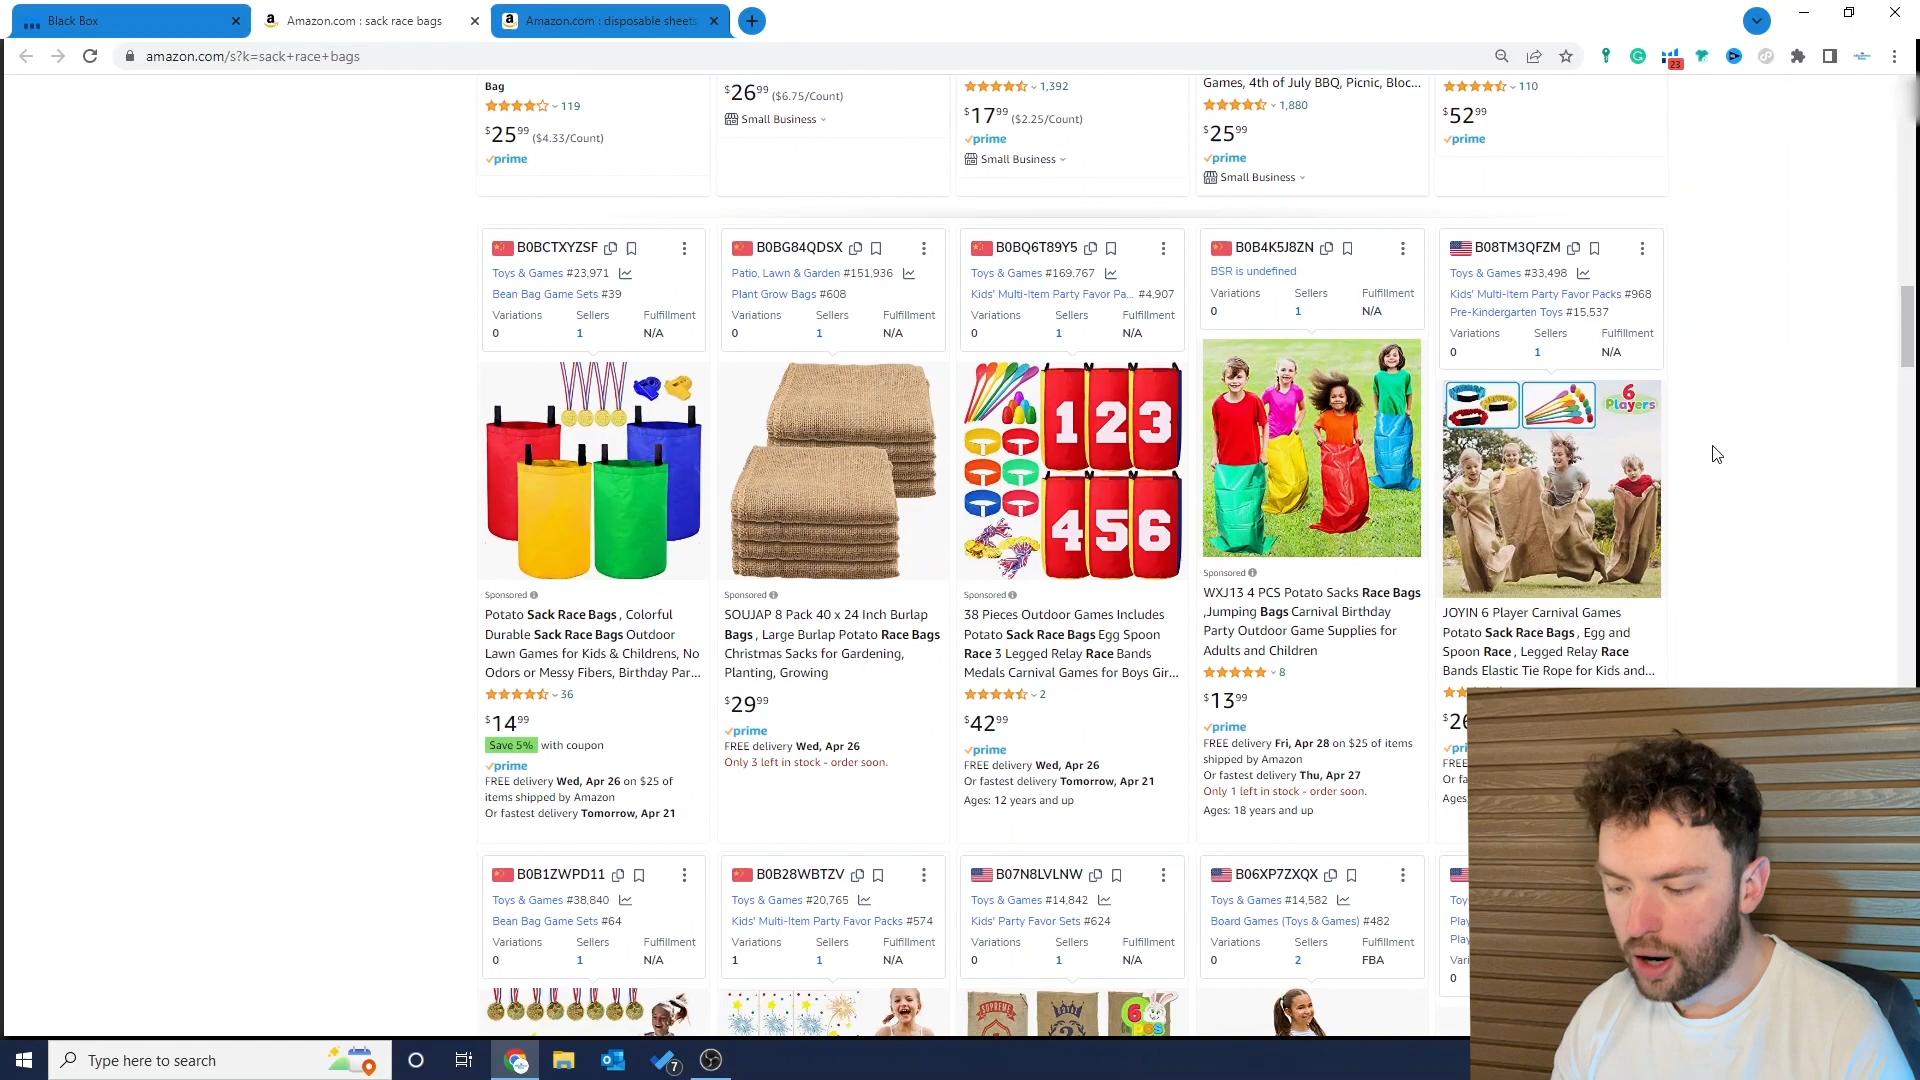 Black Box
Amazon.com : sack race bags
Amazon.com : disposable sheets
amazon.com/s?k=sack+race+bags
23
Bag
119
$25.99 ($4.33/Count)
prime
$26.99 ($6.75/Count)
Small Business
1,392
$17.99 ($2.25/Count)
prime
Small Business
Games, 4th of July BBQ, Picnic, Bloc...
1,880
$25.99
prime
Small Business
110
$52.99
prime
B0BCTXYZSF
Toys & Games #23,971
Bean Bag Game Sets #39
Variations Sellers Fulfillment
0 1 N/A
Sponsored
Potato Sack Race Bags , Colorful
Durable Sack Race Bags Outdoor
Lawn Games for Kids & Childrens, No
Odors or Messy Fibers, Birthday Par...
36
$14.99
Save 5% with coupon
prime
FREE delivery Wed, Apr 26 on $25 of
items shipped by Amazon
Or fastest delivery Tomorrow, Apr 21
B0BG84QDSX
Patio, Lawn & Garden #151,936
Plant Grow Bags #608
Variations Sellers Fulfillment
0 1 N/A
Sponsored
SOUJAP 8 Pack 40 x 24 Inch Burlap
Bags , Large Burlap Potato Race Bags
Christmas Sacks for Gardening,
Planting, Growing
$29.99
prime
FREE delivery Wed, Apr 26
Only 3 left in stock - order soon.
B0BQ6T89Y5
Toys & Games #169,767
Kids' Multi-Item Party Favor Pa... #4,907
Variations Sellers Fulfillment
0 1 N/A
1 2 3
4 5 6
Sponsored
38 Pieces Outdoor Games Includes
Potato Sack Race Bags Egg Spoon
Race 3 Legged Relay Race Bands
Medals Carnival Games for Boys Gir...
2
$42.99
prime
FREE delivery Wed, Apr 26
Or fastest delivery Tomorrow, Apr 21
Ages: 12 years and up
B0B4K5J8ZN
BSR is undefined
Variations Sellers Fulfillment
0 1 N/A
Sponsored
WXJ13 4 PCS Potato Sacks Race Bags
,Jumping Bags Carnival Birthday
Party Outdoor Game Supplies for
Adults and Children
8
$13.99
prime
FREE delivery Fri, Apr 28 on $25 of items
shipped by Amazon
Or fastest delivery Thu, Apr 27
Only 1 left in stock - order soon.
Ages: 18 years and up
B08TM3QFZM
Toys & Games #33,498
Kids' Multi-Item Party Favor Packs #968
Pre-Kindergarten Toys #15,537
Variations Sellers Fulfillment
0 1 N/A
6
Players
JOYIN 6 Player Carnival Games
Potato Sack Race Bags , Egg and
Spoon Race , Legged Relay Race
Bands Elastic Tie Rope for Kids and...
FREE
Ages
B0B1ZWPD11
Toys & Games #38,840
Bean Bag Game Sets #64
Variations Sellers Fulfillment
0 1 N/A
B0B28WBTZV
Toys & Games #20,765
Kids' Multi-Item Party Favor Packs #574
Variations Sellers Fulfillment
1 1 N/A
B07N8LVLNW
Toys & Games #14,842
Kids' Party Favor Sets #624
Variations Sellers Fulfillment
0 1 N/A
SUPREME
6
PCS
B06XP7ZXQX
Toys & Games #14,582
Board Games (Toys & Games) #482
Variations Sellers Fulfillment
0 2 FBA
0
Type here to search
7